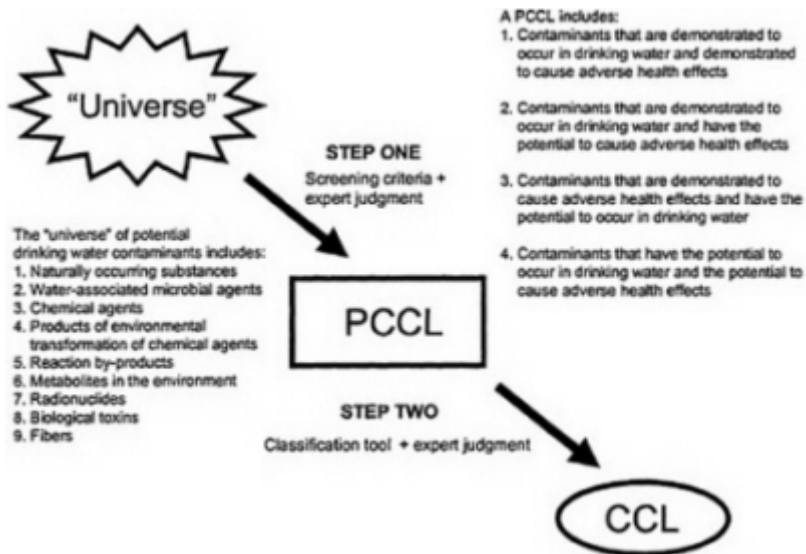 "Universe"
STEP ONE
Screening criteria +
expert judgment
The "universe" of potential
drinking water contaminants includes:
1. Naturally occurring substances
2. Water-associated microbial agents
3. Chemical agents
4. Products of environmental
transformation of chemical agents
5. Reaction by-products
6. Metabolites in the environment
7. Radionuclides
8. Biological toxins
9. Fibers
PCCL
STEP TWO
Classification tool + expert judgment
CCL
A PCCL includes:
1. Contaminants that are demonstrated to
occur in drinking water and demonstrated
to cause adverse health effects
2. Contaminants that are demonstrated to
occur in drinking water and have the
potential to cause adverse health effects
3. Contaminants that are demonstrated to
cause adverse health effects and have the
potential to occur in drinking water
4. Contaminants that have the potential to
occur in drinking water and the potential to
cause adverse health effects